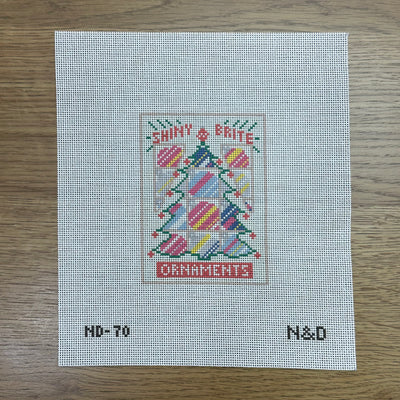 SHINY BRITE
ORNAMENTS
ND-70 N&D